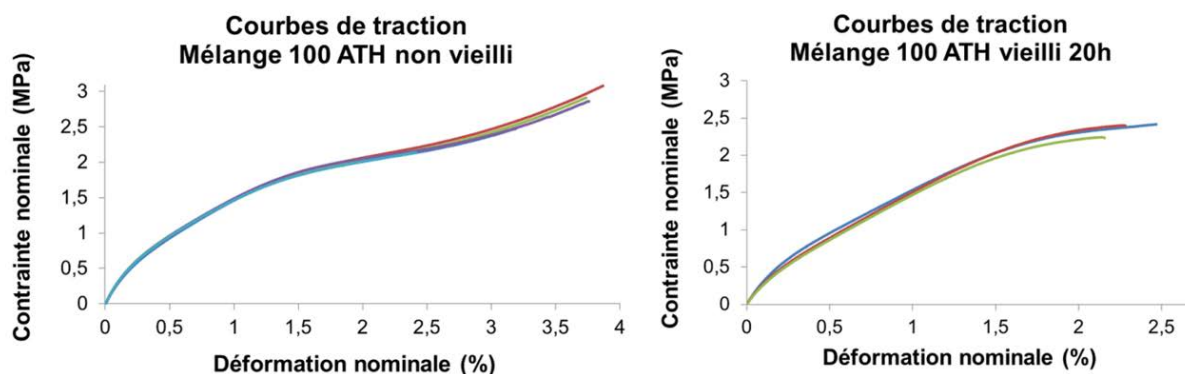 Courbes de traction
Mélange 100 ATH non vieilli
Contrainte nominale (MPa)
3
2,5
2
1,5
1
0,5
0
0 0,5 1 1,5 2 2,5 3 3,5 4
Déformation nominale (%)
Courbes de traction
Mélange 100 ATH vieilli 20h
Contrainte nominale (MPa)
3
2,5
2
1,5
1
0,5
0
0 0,5 1 1,5 2 2,5
Déformation nominale (%)